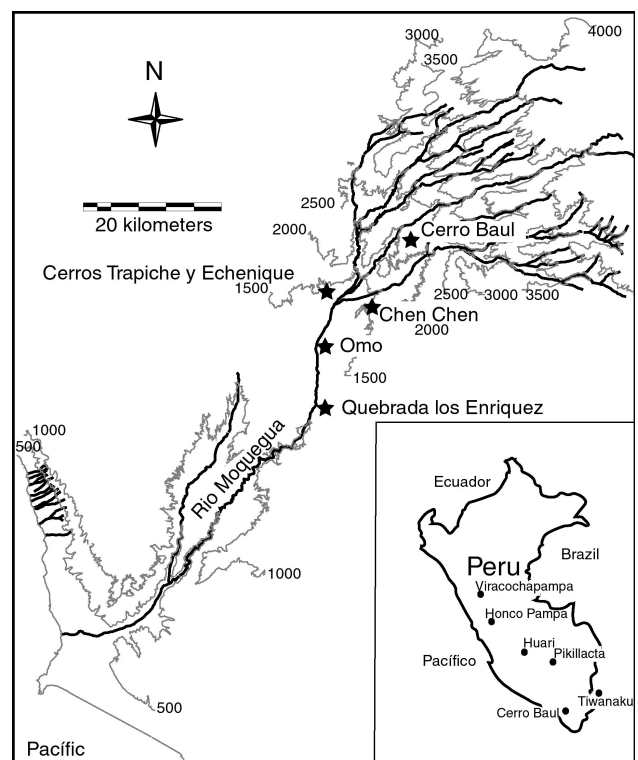 3000
4000
3500
N
20 kilometers
2500
2000
Cerro Baul
Cerros Trapiche y Echenique
1500
2500
3000
3500
Chen Chen
2000
Omo
1500
Quebrada los Enriquez
1000
500
Rio Moquegua
1000
500
Pacífic
Ecuador
Brazil
Peru
Viracochapampa
Honco Pampa
Huari
Pikillacta
Pacífico
Tiwanaku
Cerro Baul